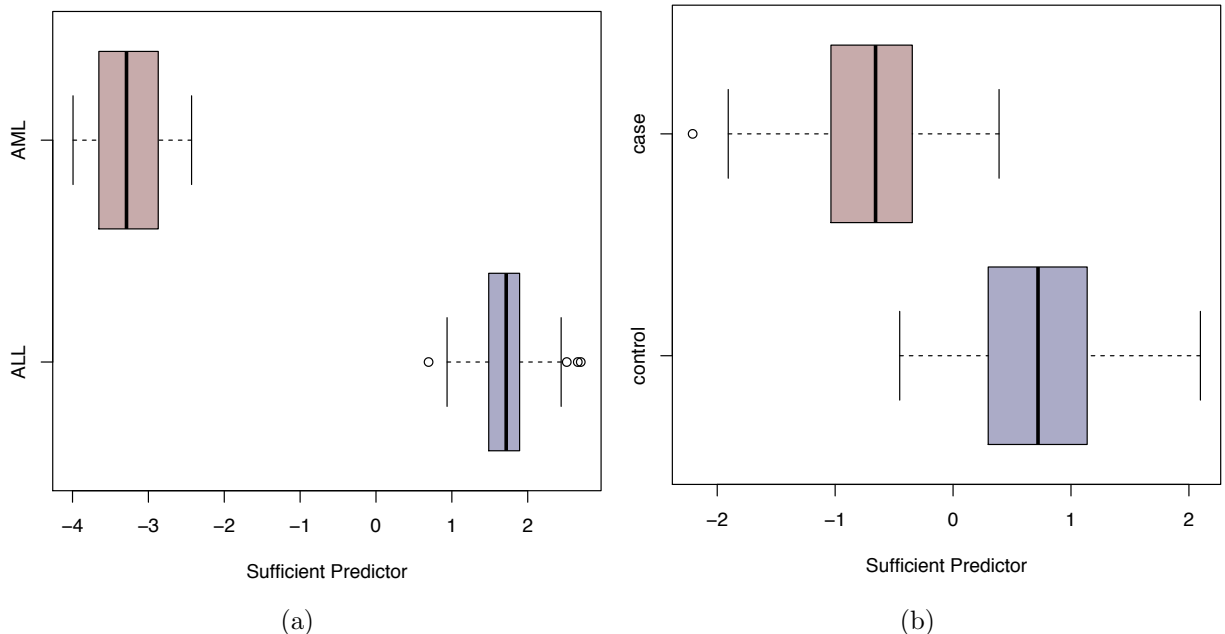 AML
ALL
−4 −3 −2 −1 0 1 2
Sufficient Predictor
(a)
case
control
−2 −1 0 1 2
Sufficient Predictor
(b)